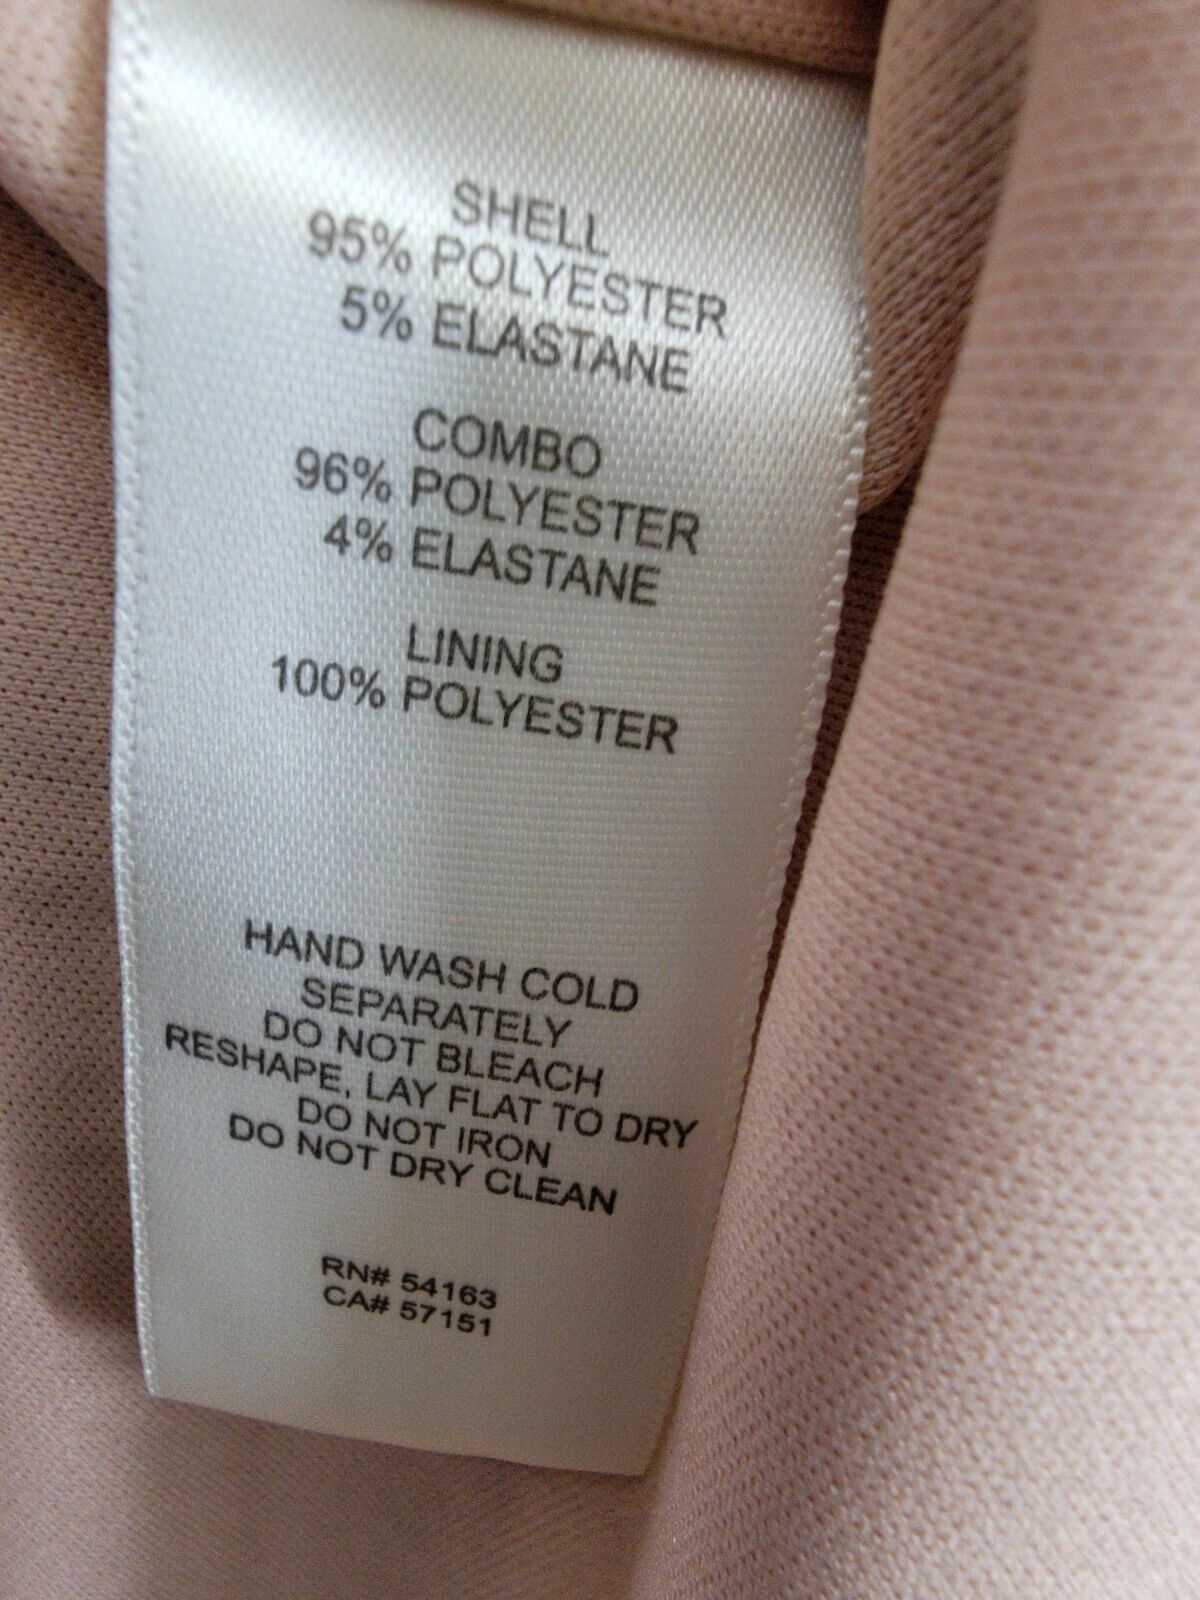 SHELL
95% POLYESTER
5% ELASTANE
COMBO
96% POLYESTER
4% ELASTANE
LINING
100% POLYESTER
HAND WASH COLD
SEPARATELY
DO NOT BLEACH
RESHAPE, LAY FLAT TO DRY
DO NOT IRON
DO NOT DRY CLEAN
RN# 54163
CA# 57151